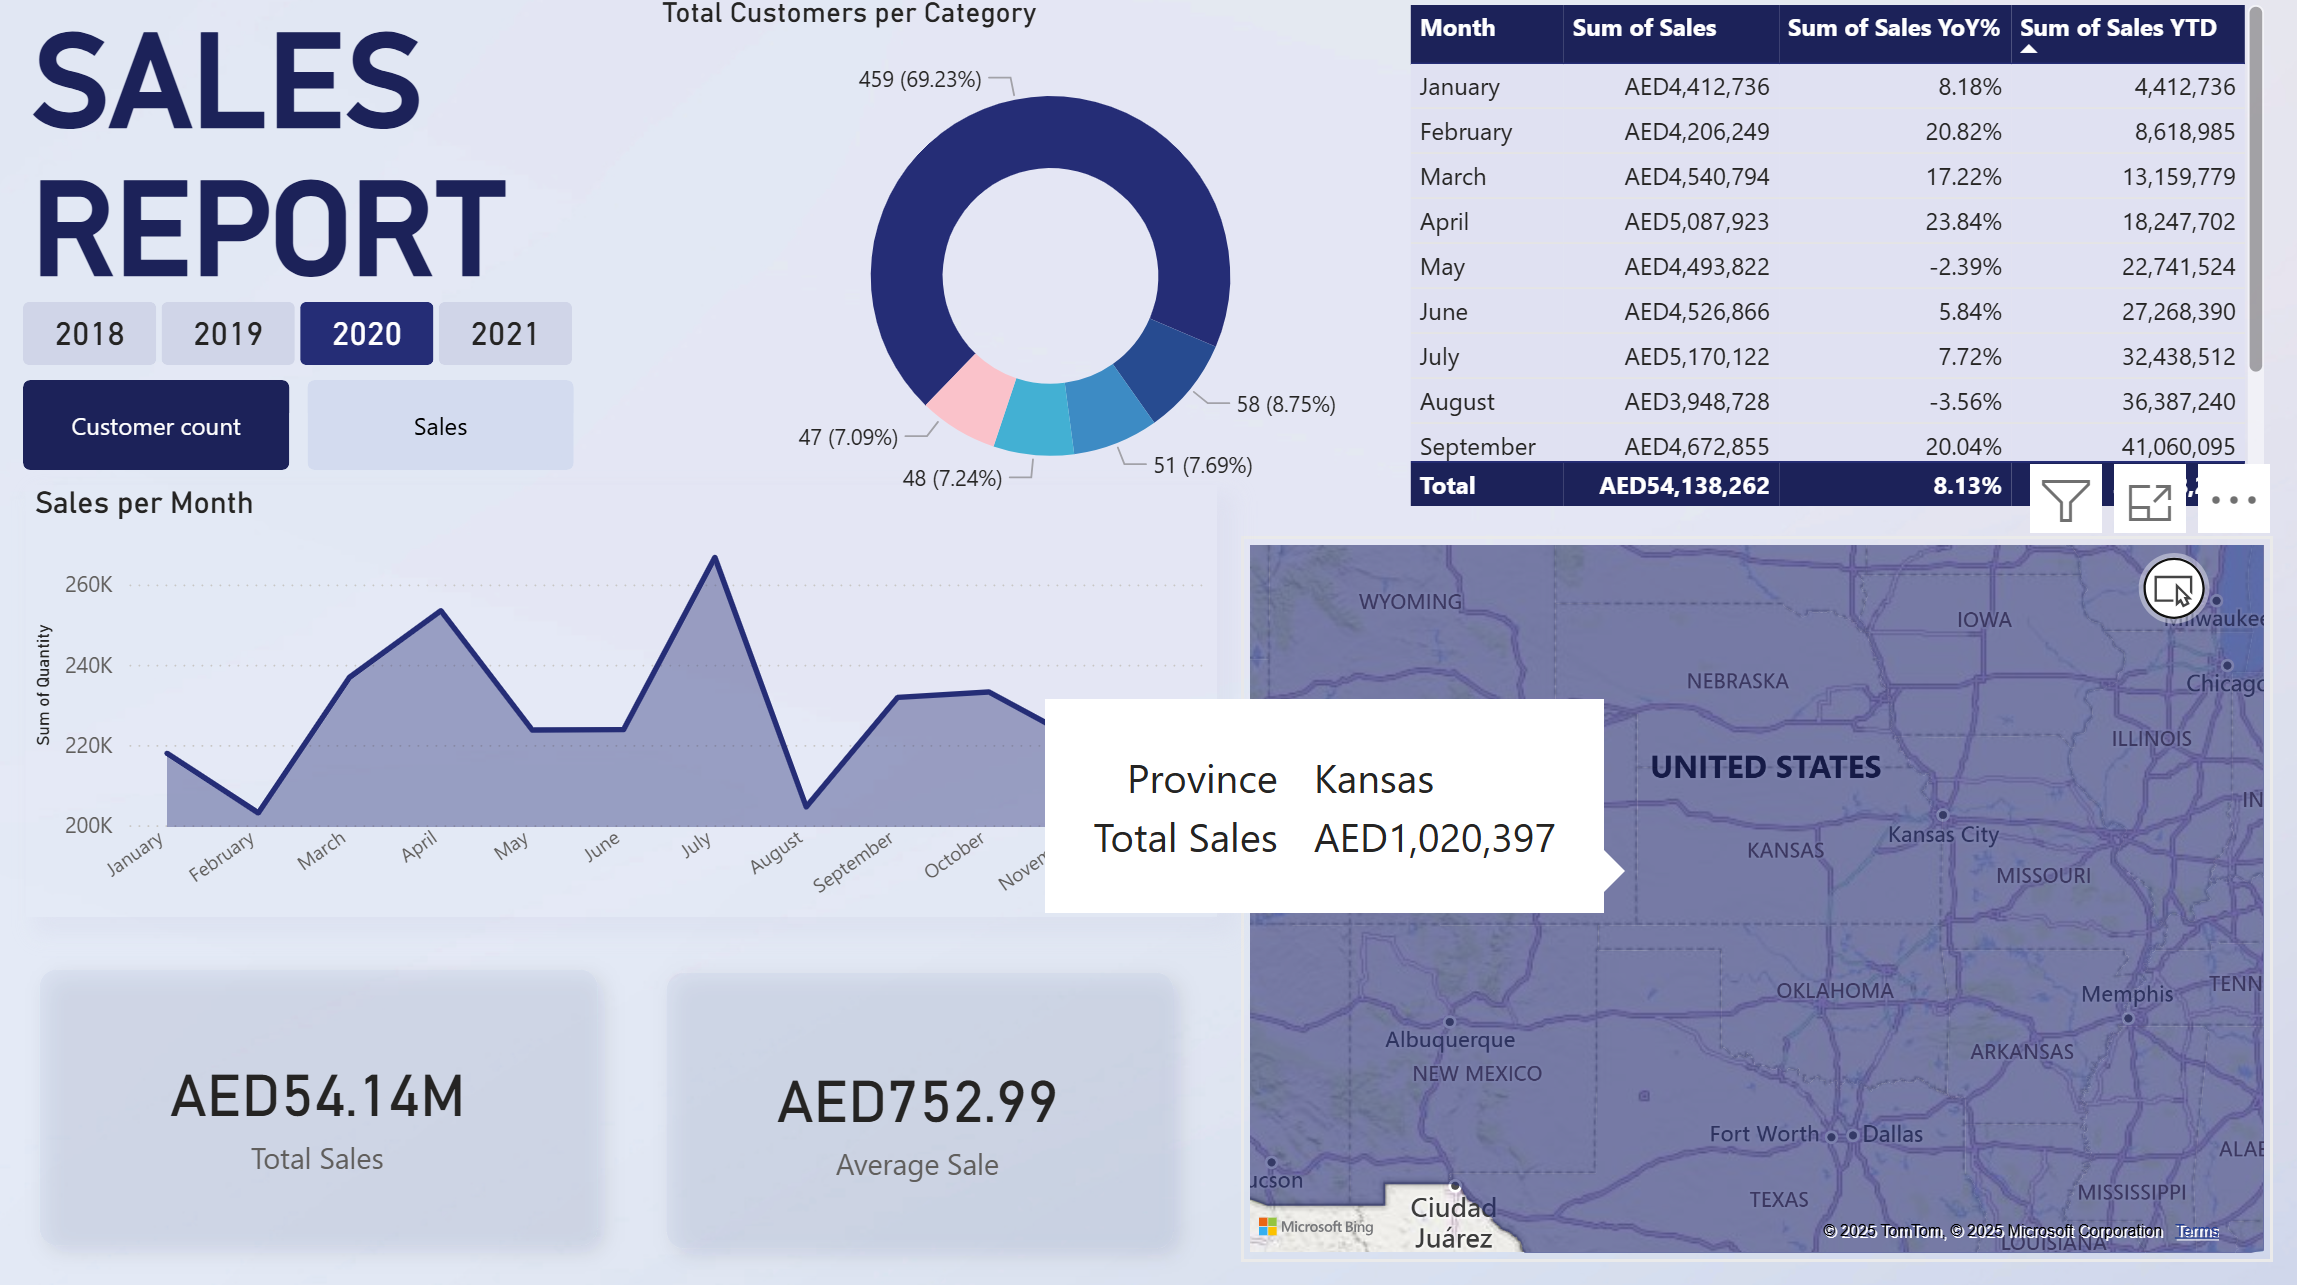 SALES
REPORT
2018 2019 2020 2021
Customer count Sales
Total Customers per Category
459 (69.23%)
58 (8.75%)
47 (7.09%)
51 (7.69%)
48 (7.24%)
Month Sum of Sales Sum of Sales YoY% Sum of Sales YTD
January AED4,412,736 8.18% 4,412,736
February AED4,206,249 20.82% 8,618,985
March AED4,540,794 17.22% 13,159,779
April AED5,087,923 23.84% 18,247,702
May AED4,493,822 -2.39% 22,741,524
June AED4,526,866 5.84% 27,268,390
July AED5,170,122 7.72% 32,438,512
August AED3,948,728 -3.56% 36,387,240
September AED4,672,855 20.04% 41,060,095
Total AED54,138,262 8.13%
Sales per Month
Sum of Quantity
260K
240K
220K
200K
January February March April May June July August September October Novem
Province Kansas
Total Sales AED1,020,397
AED54.14M
Total Sales
AED752.99
Average Sale
WYOMING
IOWA
Milwaukee
NEBRASKA
Chicago
ILLINOIS
UNITED STATES
IN
Kansas City
KANSAS
MISSOURI
OKLAHOMA
TENN
Memphis
Albuquerque
ARKANSAS
NEW MEXICO
Fort Worth Dallas
ALAB
ucson
MISSISSIPPI
TEXAS
Ciudad
Juárez
Microsoft Bing
© 2025 TomTom, © 2025 Microsoft Corporation Terms
LOUISIANA